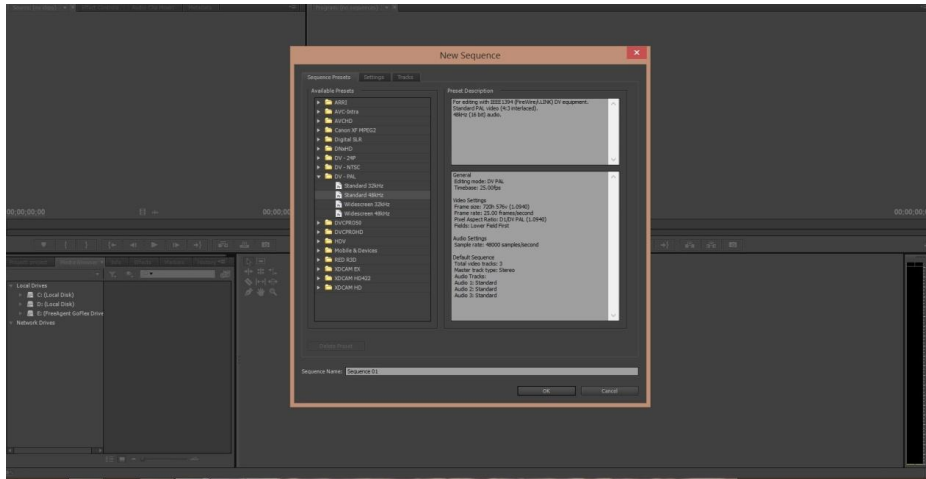 New Sequence
Sequence Presets Settings Tracks
Available Presets
ARRI
AVC-Intra
AVCHD
Canon XF MPEG2
Digital SLR
DNxHD
DV - 24P
DV - NTSC
DV - PAL
Standard 32kHz
Standard 48kHz
Widescreen 32kHz
Widescreen 48kHz
DVCPRO50
DVCPROHD
HDV
Mobile & Devices
RED R3D
XDCAM EX
XDCAM HD422
XDCAM HD
Preset Description
For editing with IEEE1394 (FireWire/i.LINK) DV equipment.
Standard PAL video (4:3 interlaced).
48kHz (16 bit) audio.
General
Editing mode: DV PAL
Timebase: 25.00fps
Video Settings
Frame size: 720h 576v (1.0940)
Frame rate: 25.00 frames/second
Pixel Aspect Ratio: D1/DV PAL (1.0940)
Fields: Lower Field First
Audio Settings
Sample rate: 48000 samples/second
Default Sequence
Total video tracks: 3
Master track type: Stereo
Audio Tracks:
Audio 1: Standard
Audio 2: Standard
Audio 3: Standard
Delete Preset
Sequence Name: Sequence 01
OK Cancel
00;00;00;00
00;00;00
00;00;00;
Local Drives
C: (Local Disk)
D: (Local Disk)
E: (FreeAgent GoFlex Drive
Network Drives